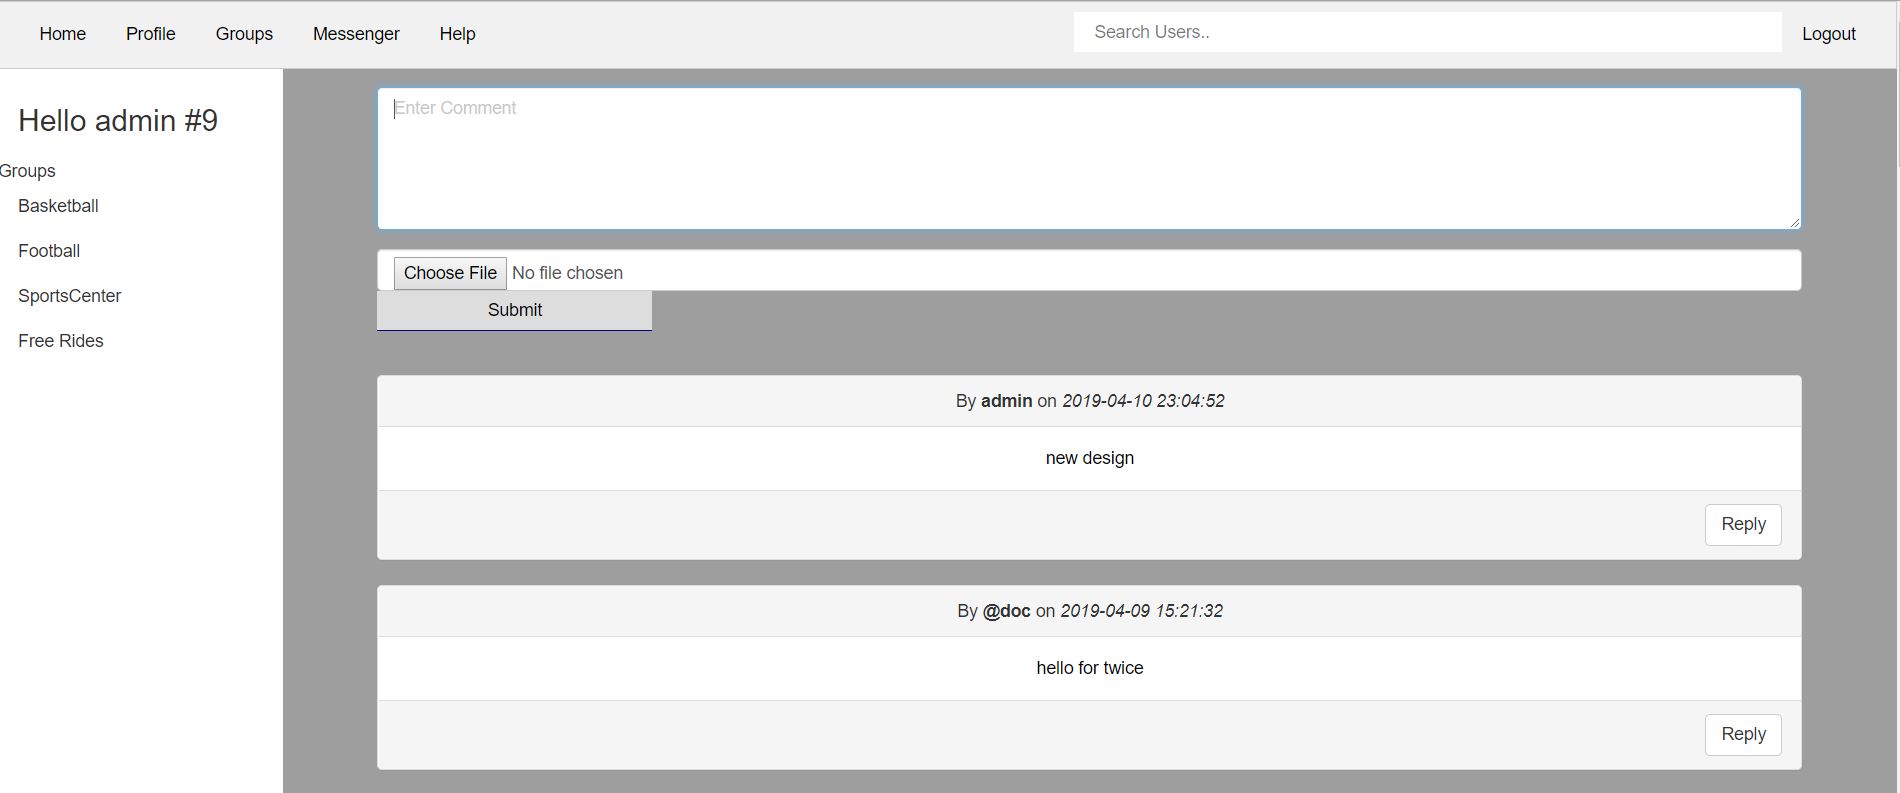 Home Profile Groups Messenger Help Search Users.. Logout
Hello admin #9
Groups
Basketball
Football
SportsCenter
Free Rides
Enter Comment
Choose File No file chosen
Submit
By admin on 2019-04-10 23:04:52
new design
Reply
By @doc on 2019-04-09 15:21:32
hello for twice
Reply